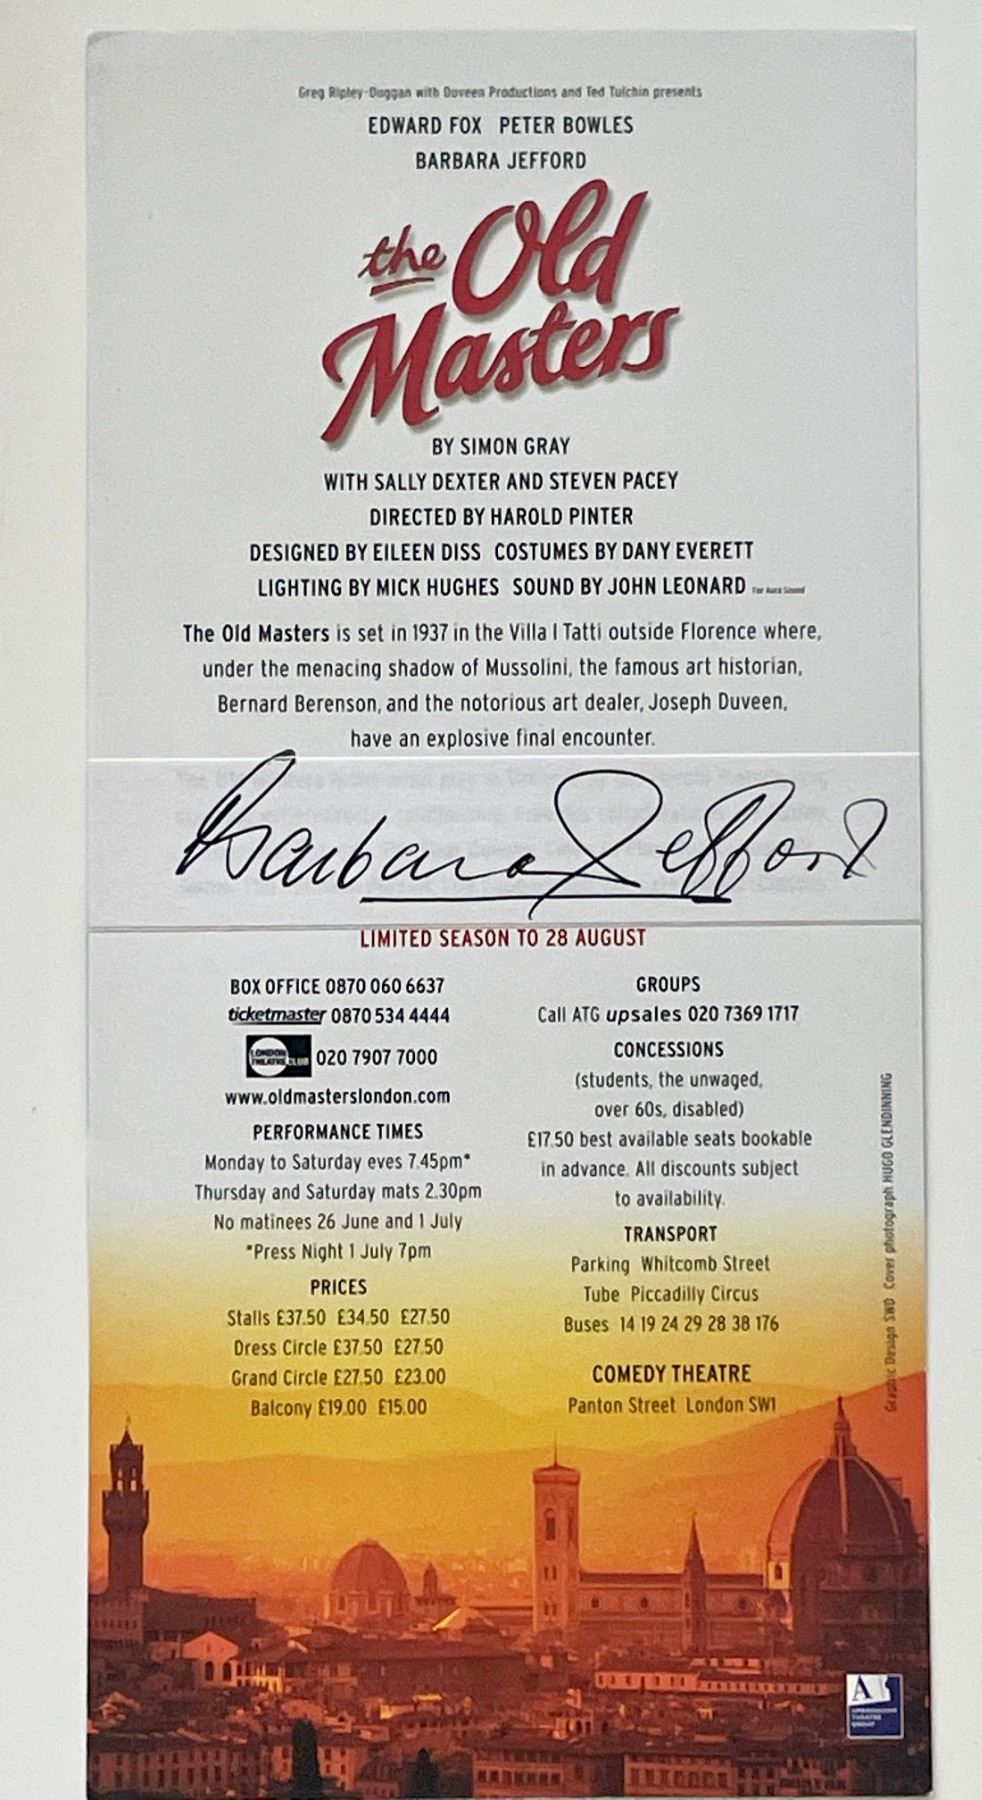 Greg Ripley-Duggan with Duveen Productions and Ted Tulchin presents
EDWARD FOX PETER BOWLES
BARBARA JEFFORD
the Old
Masters
BY SIMON GRAY
WITH SALLY DEXTER AND STEVEN PACEY
DIRECTED BY HAROLD PINTER
DESIGNED BY EILEEN DISS COSTUMES BY DANY EVERETT
LIGHTING BY MICK HUGHES SOUND BY JOHN LEONARD For Aura Sound
The Old Masters is set in 1937 in the Villa I Tatti outside Florence where,
under the menacing shadow of Mussolini, the famous art historian,
Bernard Berenson, and the notorious art dealer, Joseph Duveen,
have an explosive final encounter.
Barbara Jefford
LIMITED SEASON TO 28 AUGUST
BOX OFFICE 0870 060 6637
ticketmaster 0870 534 4444
LONDON THEATRE CLUB 020 7907 7000
www.oldmasterslondon.com
PERFORMANCE TIMES
Monday to Saturday eves 7.45pm*
Thursday and Saturday mats 2.30pm
No matinees 26 June and 1 July
*Press Night 1 July 7pm
PRICES
Stalls £37.50 £34.50 £27.50
Dress Circle £37.50 £27.50
Grand Circle £27.50 £23.00
Balcony £19.00 £15.00
GROUPS
Call ATG upsales 020 7369 1717
CONCESSIONS
(students, the unwaged,
over 60s, disabled)
£17.50 best available seats bookable
in advance. All discounts subject
to availability.
TRANSPORT
Parking Whitcomb Street
Tube Piccadilly Circus
Buses 14 19 24 29 28 38 176
COMEDY THEATRE
Panton Street London SW1
Graphic Design SWD Cover photograph HUGO GLENDINNING
A
AMBASSADOR
THEATRE
GROUP